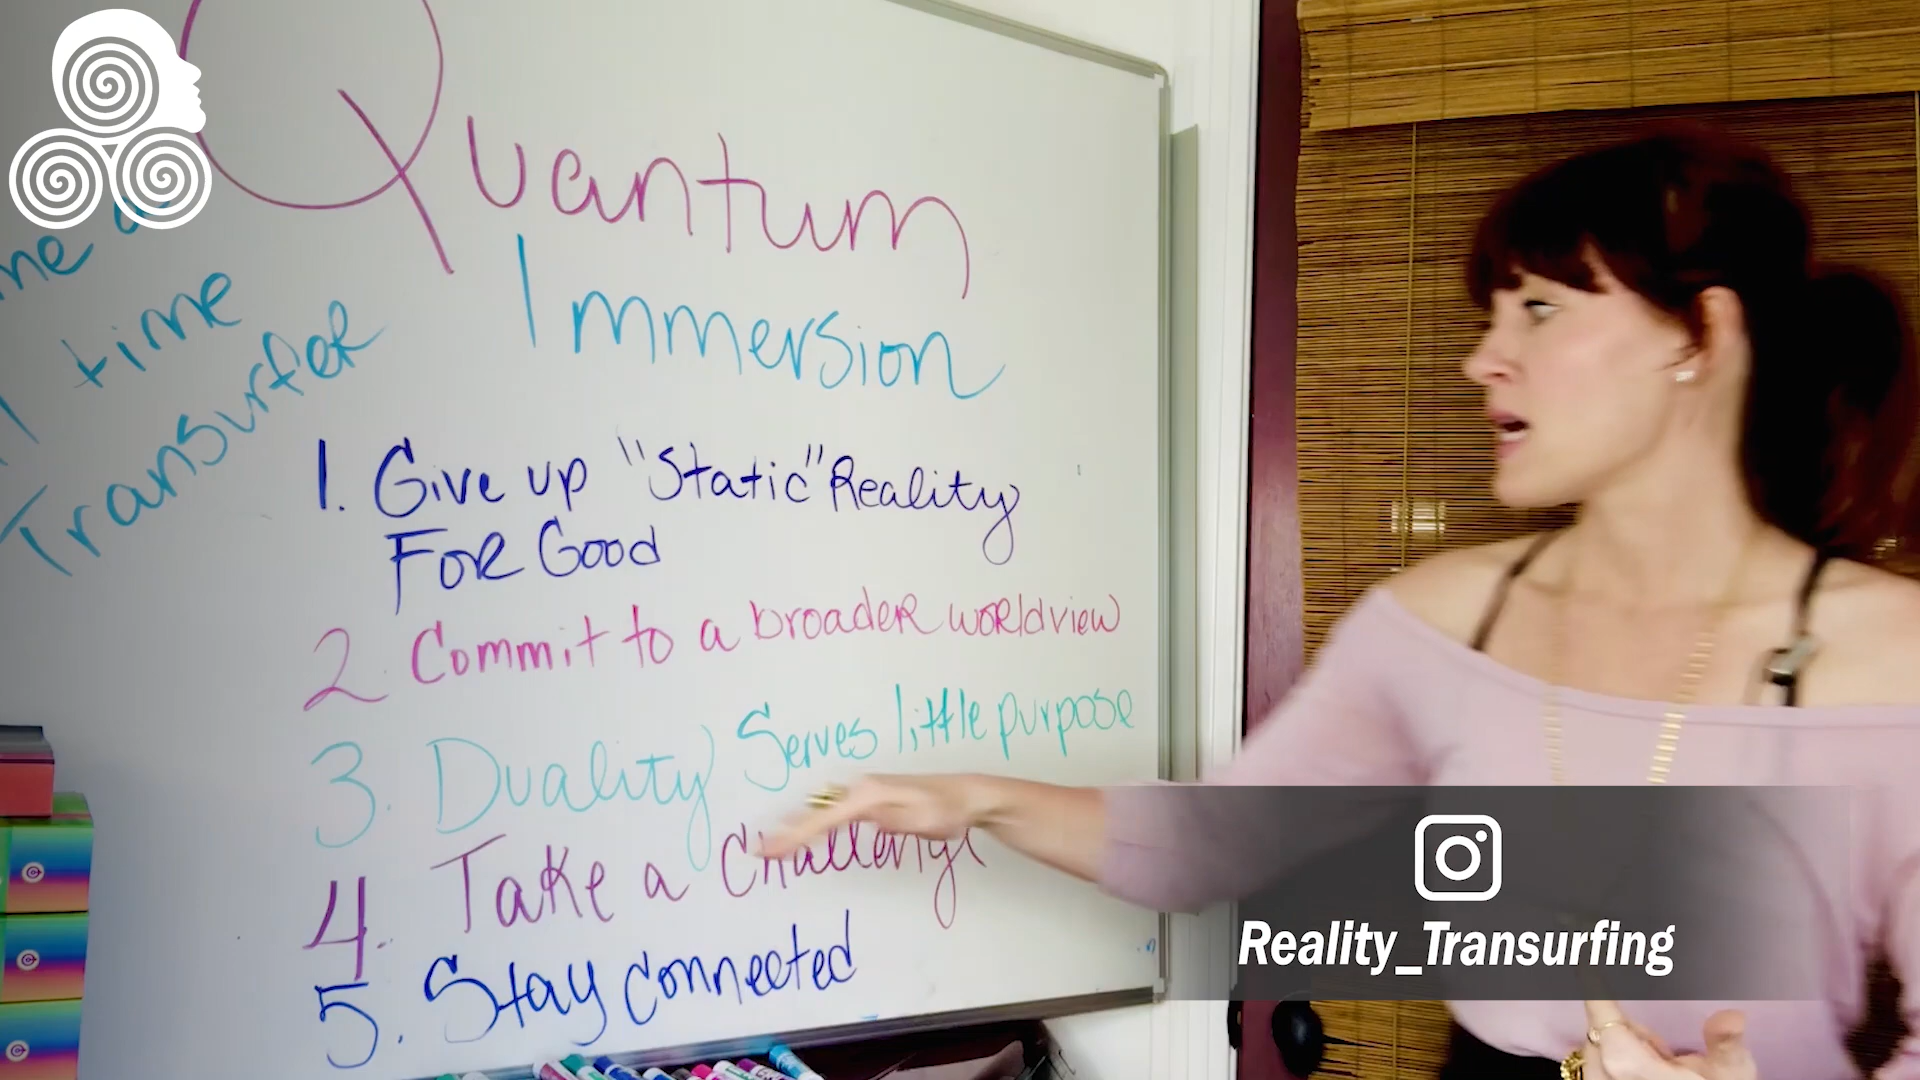 Quantum
Immersion
time
Transurfer
1. Give up "Static" Reality
For Good
2. Commit to a broader worldview
3. Duality Serves little purpose
4. Take a Challenge
5. Stay connected
Reality_Transurfing